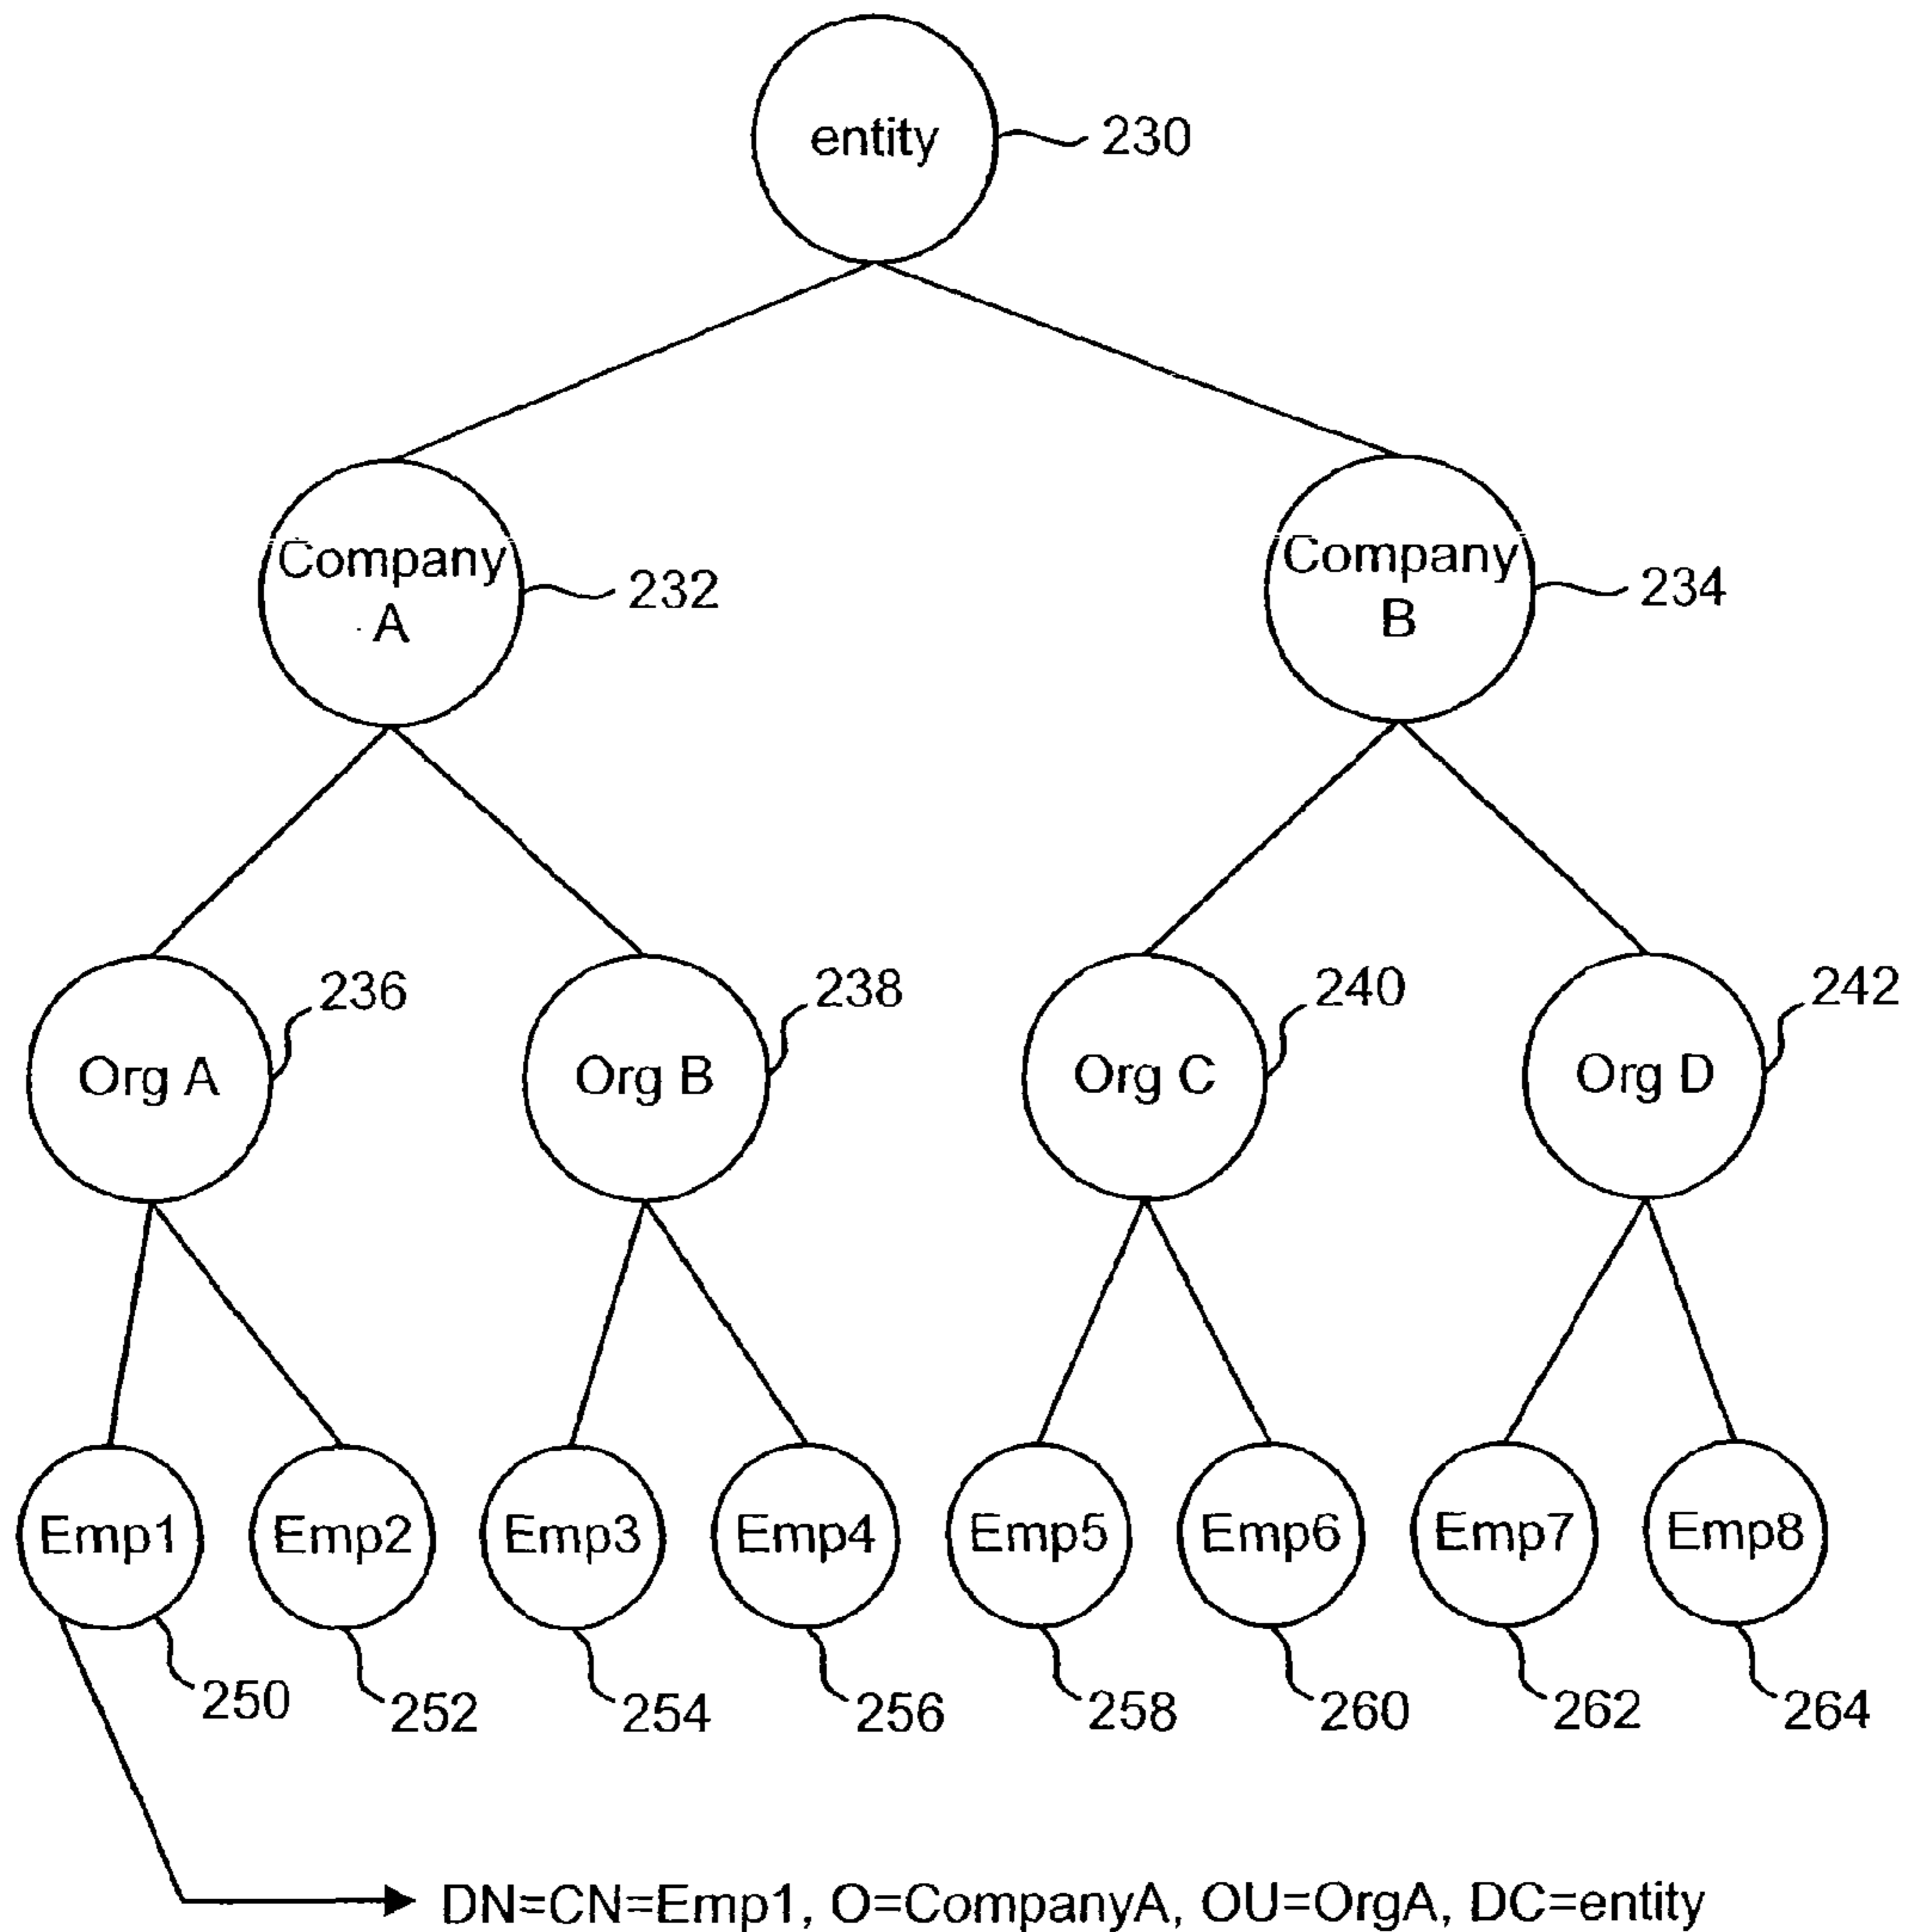 entity
230
Company
A
232
Company
B
234
Org A
236
Org B
238
Org C
240
Org D
242
Emp1
Emp2
Emp3
Emp4
Emp5
Emp6
Emp7
Emp8
250
252
254
256
258
260
262
264
DN=CN=Emp1, O=CompanyA, OU=OrgA, DC=entity